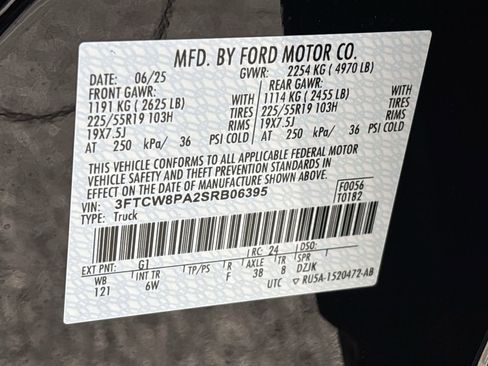 MFD. BY FORD MOTOR CO.
DATE: 06/25 GVWR: 2254 KG ( 4970 LB)
FRONT GAWR: REAR GAWR:
1191 KG ( 2625 LB) WITH 1114 KG ( 2455 LB) WITH
225/55R19 103H TIRES 225/55R19 103H TIRES
19X7.5J RIMS 19X7.5J RIMS
AT 250 kPa/ 36 PSI COLD AT 250 kPa/ 36 PSI COLD
THIS VEHICLE CONFORMS TO ALL APPLICABLE FEDERAL MOTOR
VEHICLE SAFETY AND THEFT PREVENTION STANDARDS IN
EFFECT ON THE DATE OF MANUFACTURE SHOWN ABOVE.
VIN: 3FTCW8PA2SRB06395 F0056
TYPE: Truck T0182
RC: 24 DSO:
EXT PNT: G1 TP/PS R AXLE TR SPR
WB INT TR F 38 8 DZJK
121 6W
UTC ▽ RU5A-1520472-AB